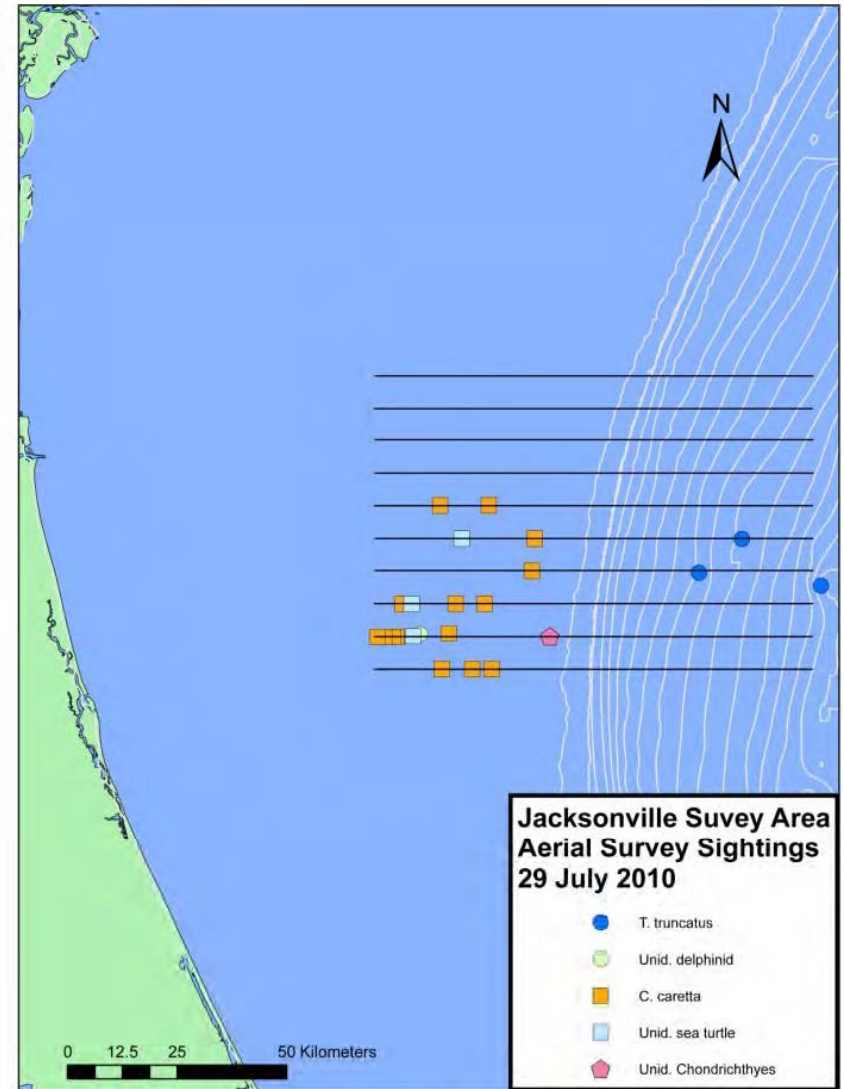 N
Jacksonville Suvey Area
Aerial Survey Sightings
29 July 2010
T. truncatus
Unid. delphinid
C. caretta
Unid. sea turtle
Unid. Chondrichthyes
0 12.5 25 50 Kilometers